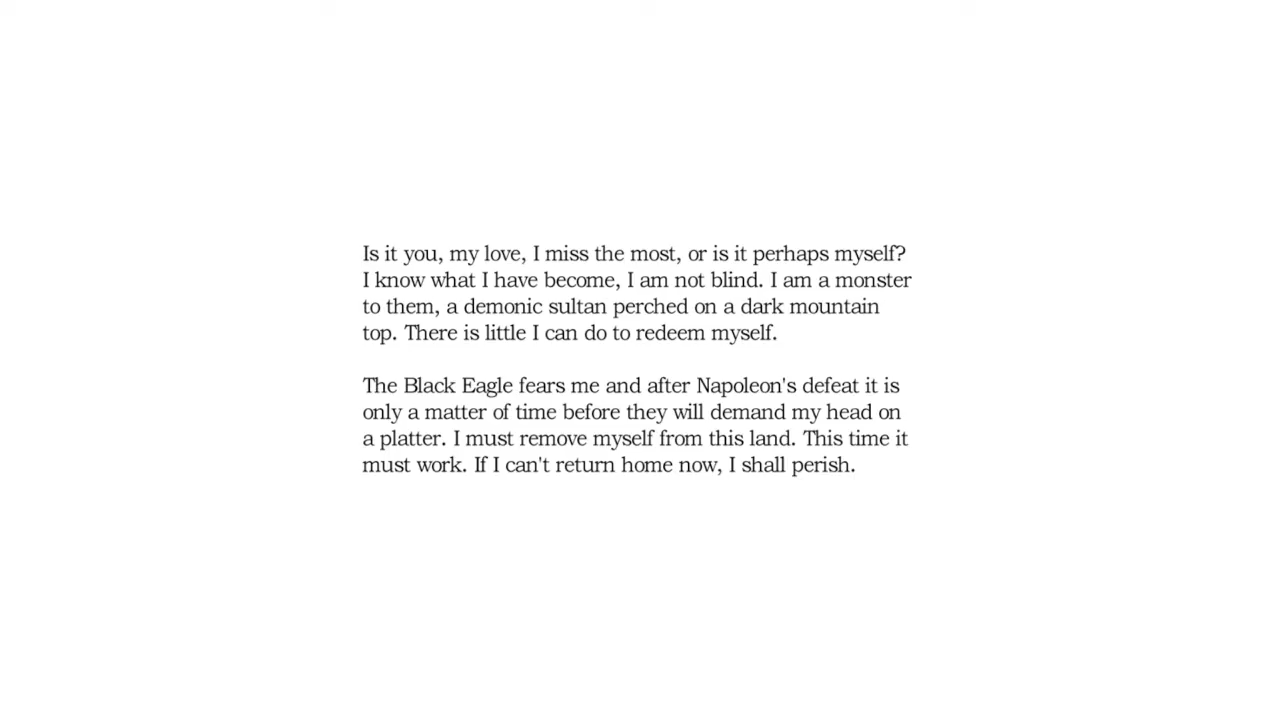 Is it you, my love, I miss the most, or is it perhaps myself?
I know what I have become, I am not blind. I am a monster
to them, a demonic sultan perched on a dark mountain
top. There is little I can do to redeem myself.
The Black Eagle fears me and after Napoleon's defeat it is
only a matter of time before they will demand my head on
a platter. I must remove myself from this land. This time it
must work. If I can't return home now, I shall perish.